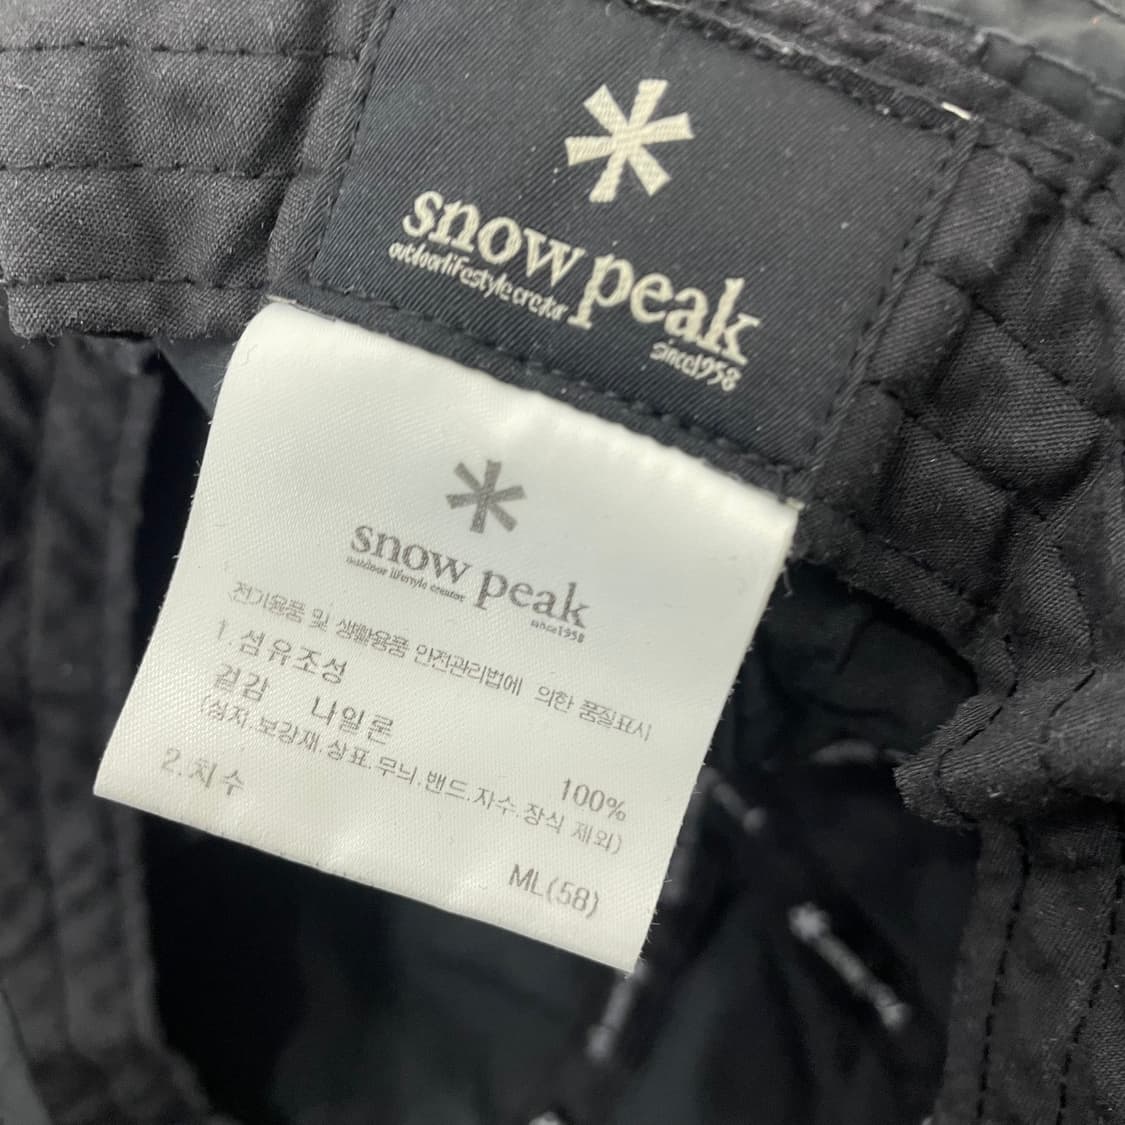 snow peak
outdoor lifestyle creator
since1958
snow peak
outdoor lifestyle creator
since1958
전기용품 및 생활용품 안전관리법에 의한 품질표시
1.섬유조성
겉감 나일론 100%
(심지.보강재.상표.무늬.밴드.자수.장식 제외)
2.치수 ML(58)